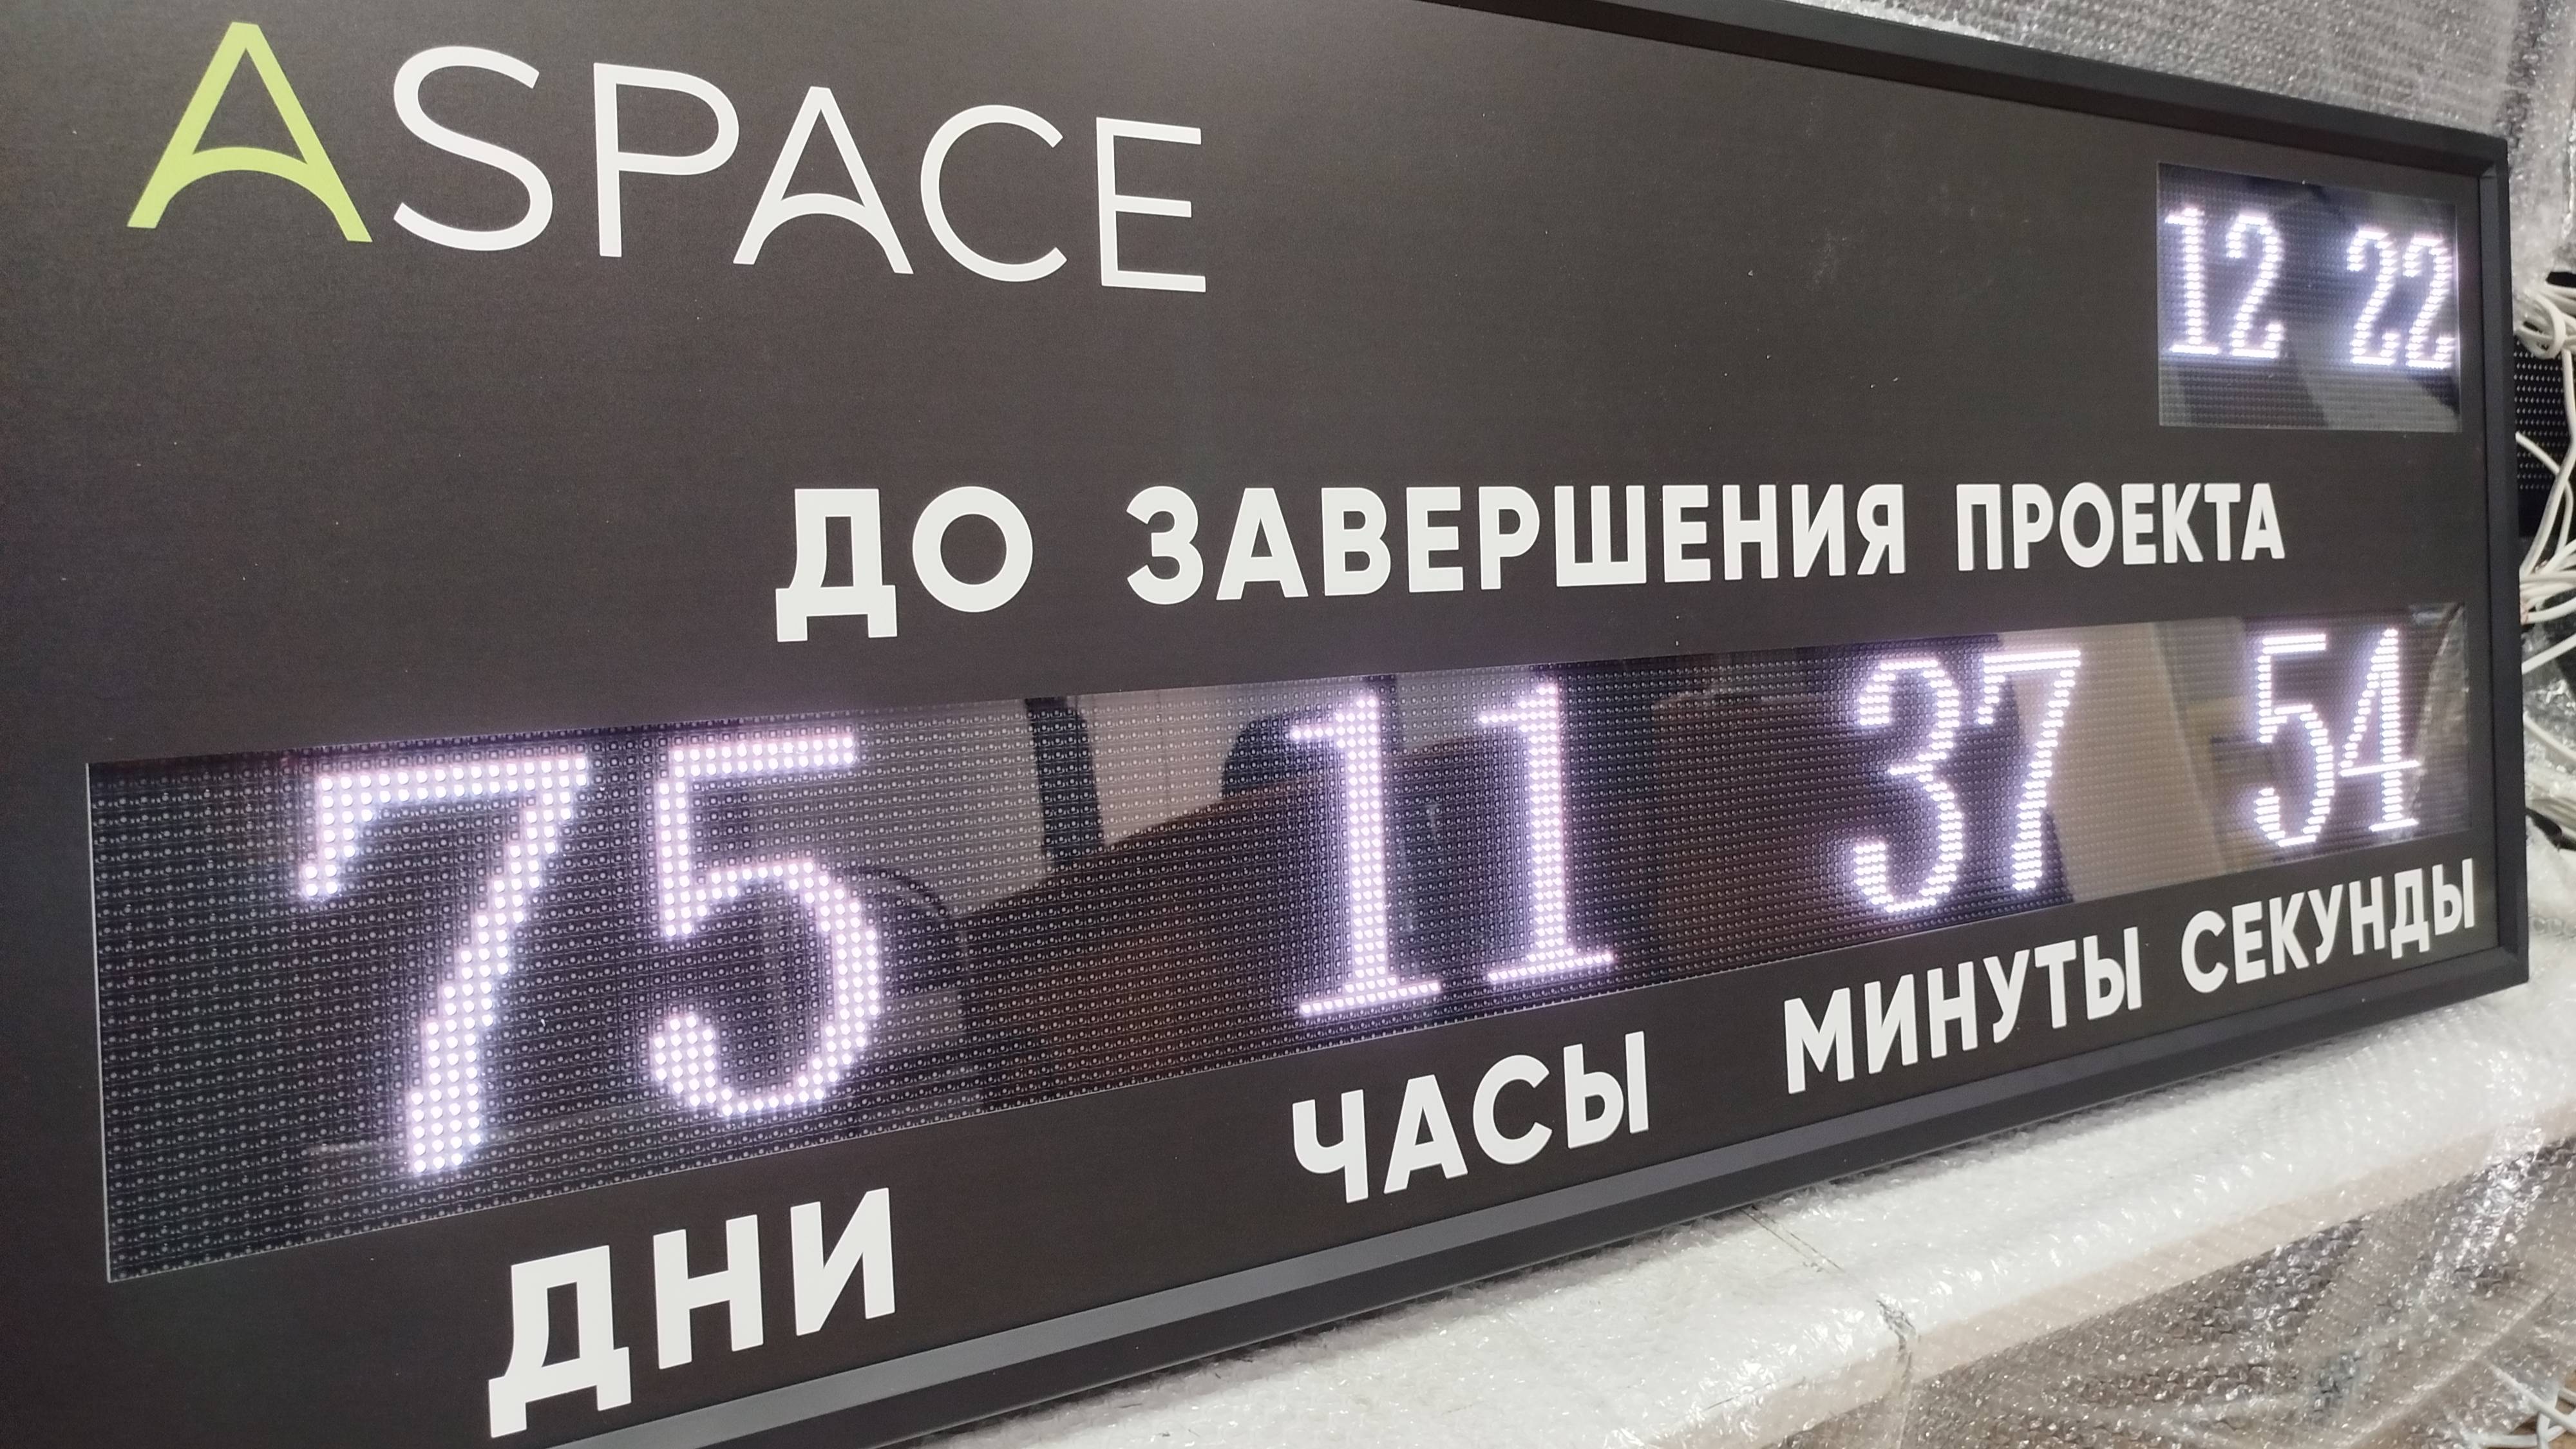 ASPACE
12 22
ДО ЗАВЕРШЕНИЯ ПРОЕКТА
75 11 37 54
ДНИ ЧАСЫ МИНУТЫ СЕКУНДЫ